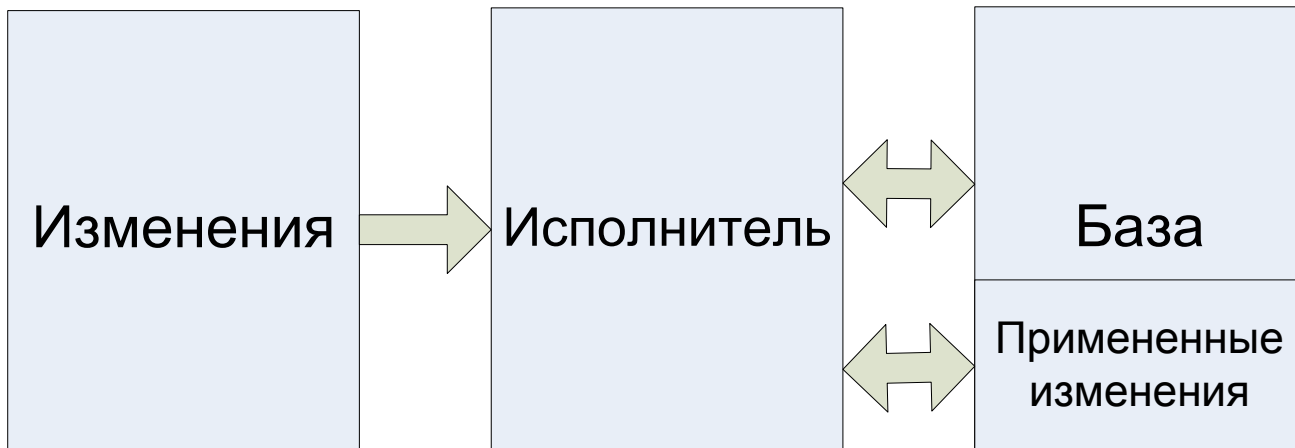 Изменения
Исполнитель
База
Примененные
изменения